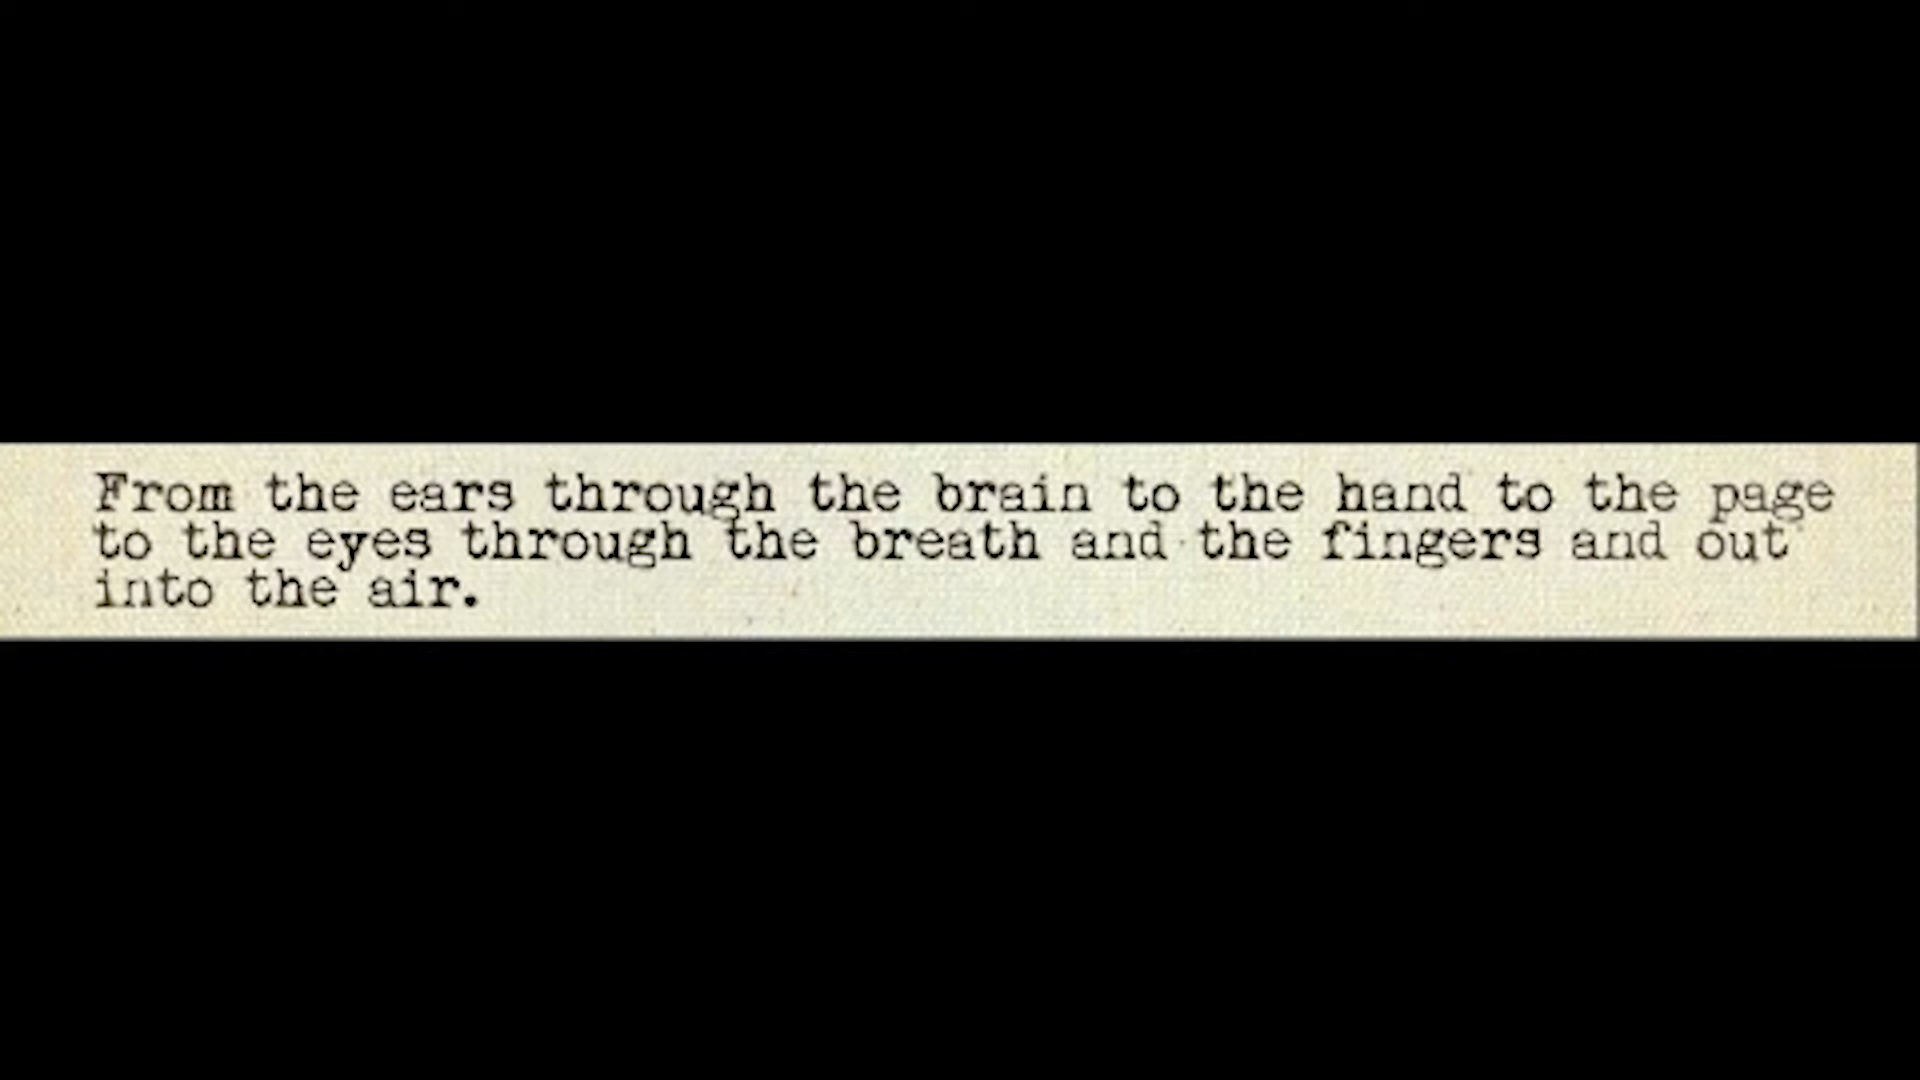 From the ears through the brain to the hand to the page
to the eyes through the breath and the fingers and out
into the air.